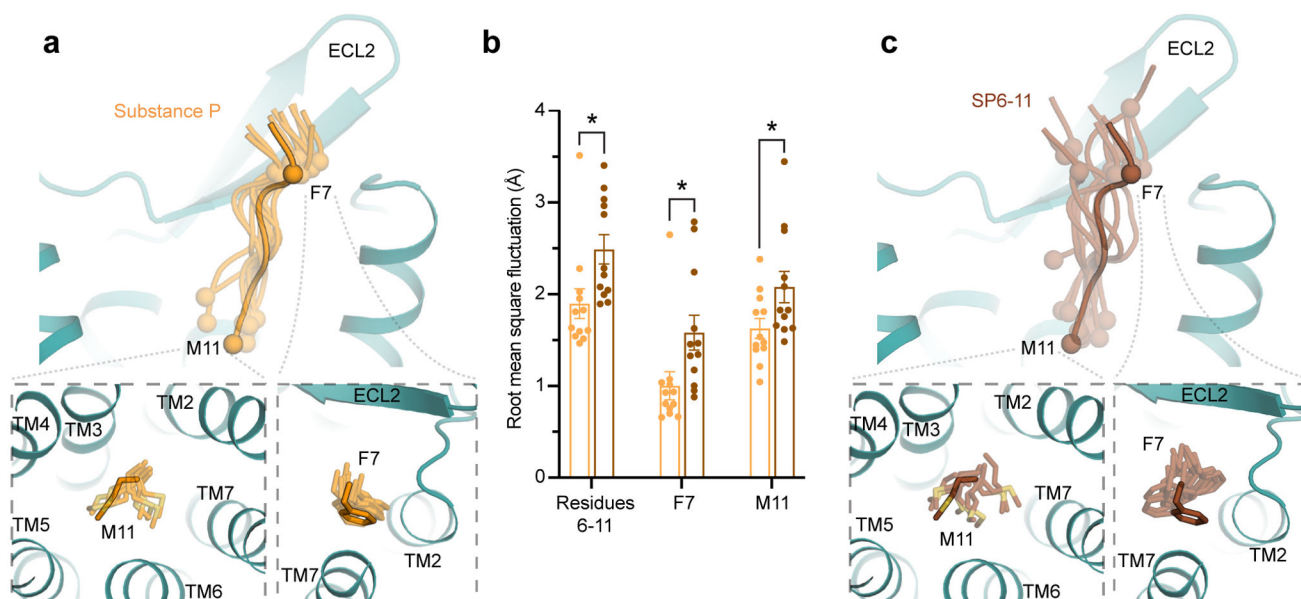 a
ECL2
Substance P
F7
M11
TM4
TM3
TM2
M11
TM7
TM5
TM6
ECL2
F7
TM7
TM2
b
Root mean square fluctuation (Å)
4
3
2
1
0
*
*
*
Residues
6-11
F7
M11
c
ECL2
SP6-11
F7
M11
TM4
TM3
TM2
M11
TM7
TM5
TM6
ECL2
F7
TM7
TM2